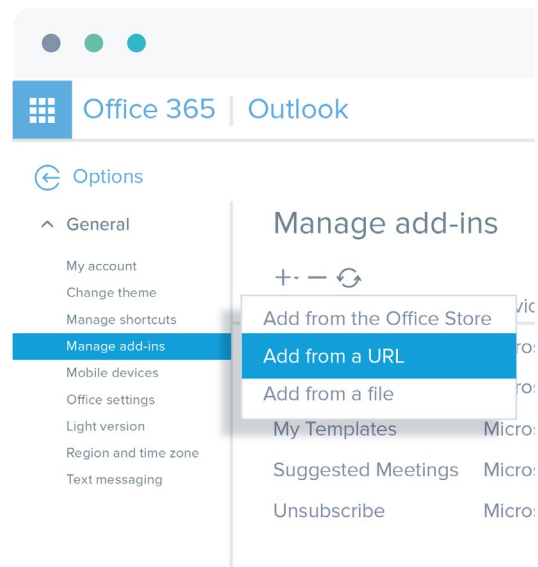 Office 365 | Outlook
Options
General
My account
Change theme
Manage shortcuts
Manage add-ins
Mobile devices
Office settings
Light version
Region and time zone
Text messaging
Manage add-ins
Add from the Office Store
Add from a URL
Add from a file
My Templates
Suggested Meetings
Unsubscribe